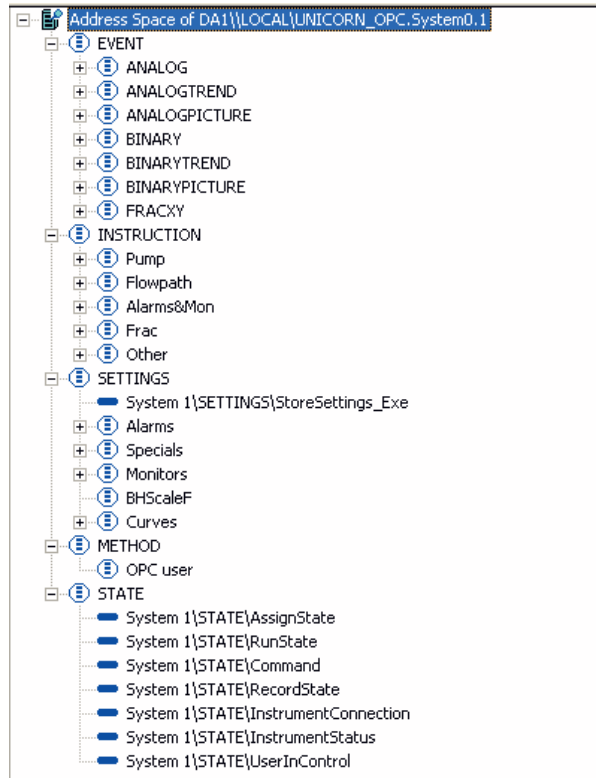 Address Space of DA1\\LOCAL\UNICORN_OPC.System0.1
EVENT
ANALOG
ANALOGTREND
ANALOGPICTURE
BINARY
BINARYTREND
BINARYPICTURE
FRACXY
INSTRUCTION
Pump
Flowpath
Alarms&Mon
Frac
Other
SETTINGS
System 1\SETTINGS\StoreSettings_Exe
Alarms
Specials
Monitors
BHScaleF
Curves
METHOD
OPC user
STATE
System 1\STATE\AssignState
System 1\STATE\RunState
System 1\STATE\Command
System 1\STATE\RecordState
System 1\STATE\InstrumentConnection
System 1\STATE\InstrumentStatus
System 1\STATE\UserInControl